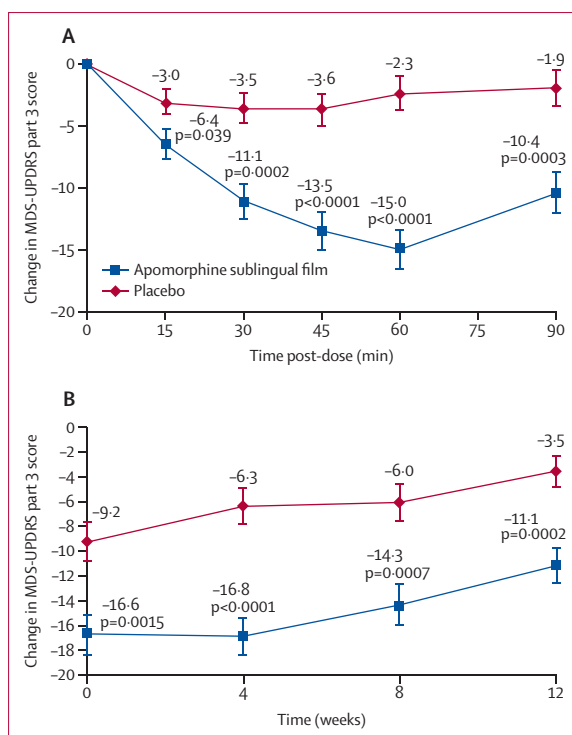 A
Change in MDS-UPDRS part 3 score
0
−5
−10
−15
−20
−3·0
−3·5
−3·6
−2·3
−1·9
−6·4
p=0·039
−11·1
p=0·0002
−13·5
p<0·0001
−15·0
p<0·0001
−10·4
p=0·0003
Apomorphine sublingual film
Placebo
0
15
30
45
60
75
90
Time post-dose (min)
B
Change in MDS-UPDRS part 3 score
0
−2
−4
−6
−8
−10
−12
−14
−16
−18
−20
−9·2
−6·3
−6·0
−3·5
−16·6
p=0·0015
−16·8
p<0·0001
−14·3
p=0·0007
−11·1
p=0·0002
0
4
8
12
Time (weeks)